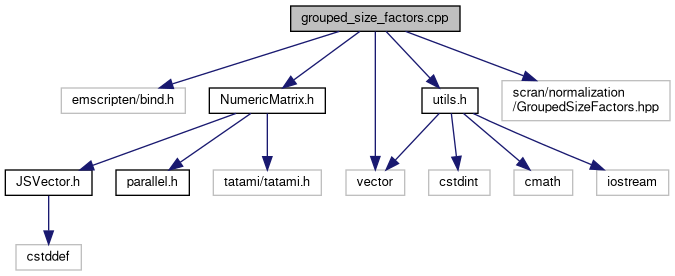 grouped_size_factors.cpp
emscripten/bind.h
NumericMatrix.h
utils.h
scran/normalization
/GroupedSizeFactors.hpp
JSVector.h
parallel.h
tatami/tatami.h
vector
cstdint
cmath
iostream
cstddef